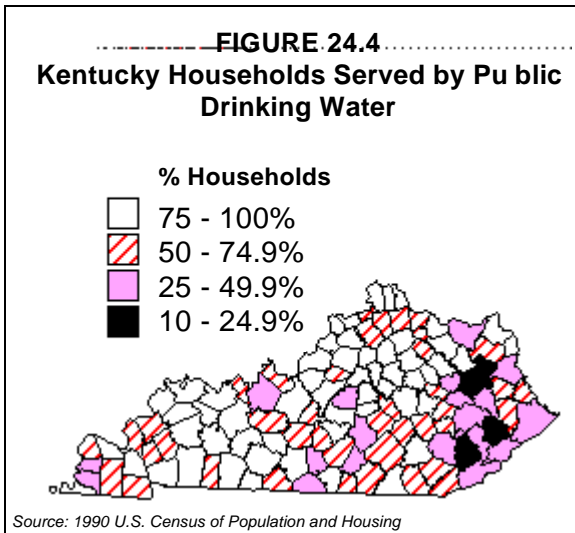 FIGURE 24.4
Kentucky Households Served by Pu blic
Drinking Water
% Households
75 - 100%
50 - 74.9%
25 - 49.9%
10 - 24.9%
Source: 1990 U.S. Census of Population and Housing